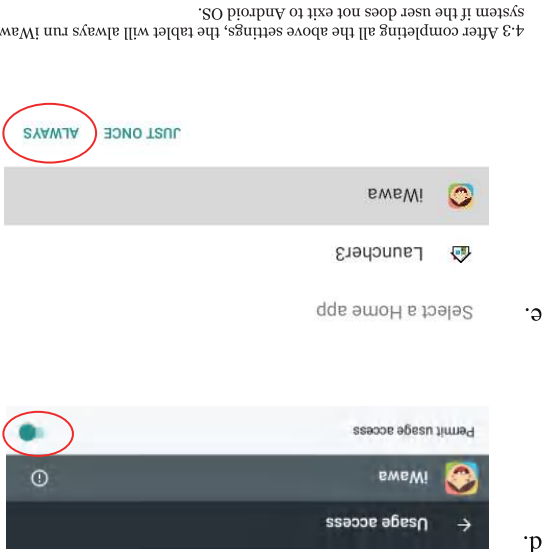 d.
← Usage access
iWawa
Permit usage access
e.
Select a Home app
Launcher3
iWawa
JUST ONCE ALWAYS
4.3 After completing all the above settings, the tablet will always run iWaw
system if the user does not exit to Android OS.